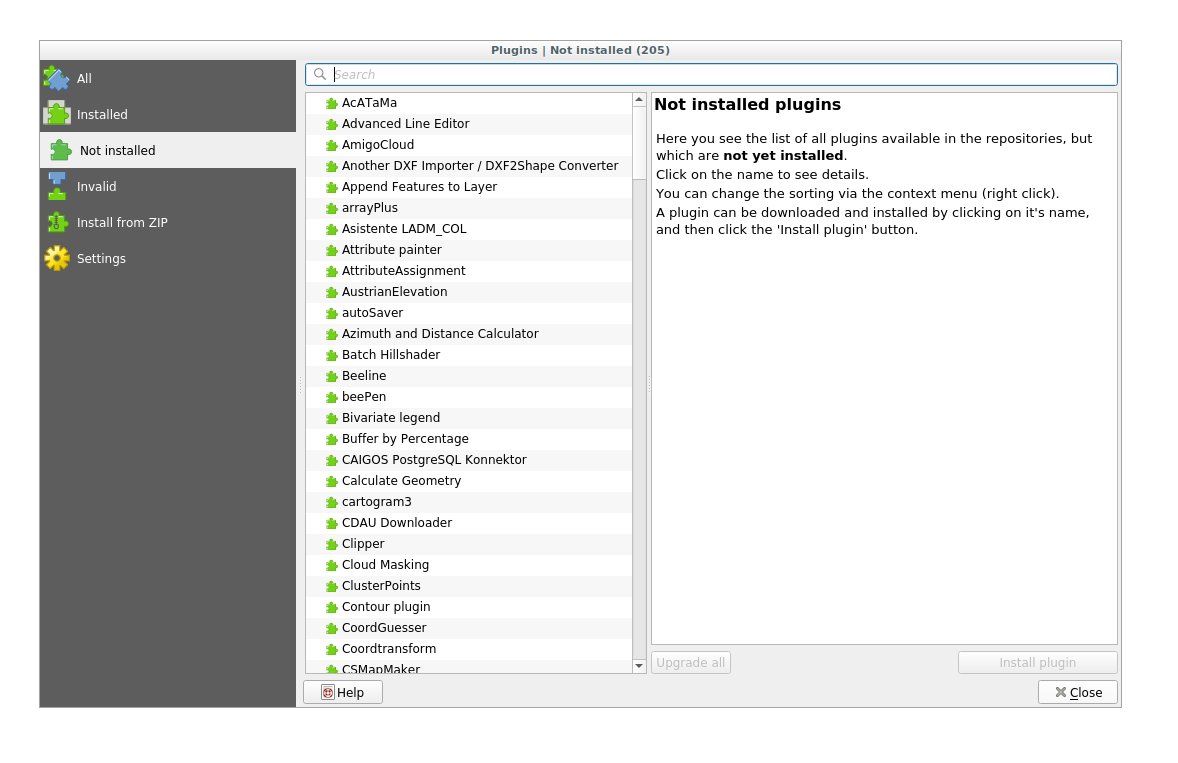 Plugins | Not installed (205)
All
Installed
Not installed
Invalid
Install from ZIP
Settings
Search
AcATaMa
Advanced Line Editor
AmigoCloud
Another DXF Importer / DXF2Shape Converter
Append Features to Layer
arrayPlus
Asistente LADM_COL
Attribute painter
AttributeAssignment
AustrianElevation
autoSaver
Azimuth and Distance Calculator
Batch Hillshader
Beeline
beePen
Bivariate legend
Buffer by Percentage
CAIGOS PostgreSQL Konnektor
Calculate Geometry
cartogram3
CDAU Downloader
Clipper
Cloud Masking
ClusterPoints
Contour plugin
CoordGuesser
Coordtransform
CSMapMaker
Not installed plugins
Here you see the list of all plugins available in the repositories, but
which are not yet installed.
Click on the name to see details.
You can change the sorting via the context menu (right click).
A plugin can be downloaded and installed by clicking on it's name,
and then click the 'Install plugin' button.
Upgrade all
Install plugin
Help
Close